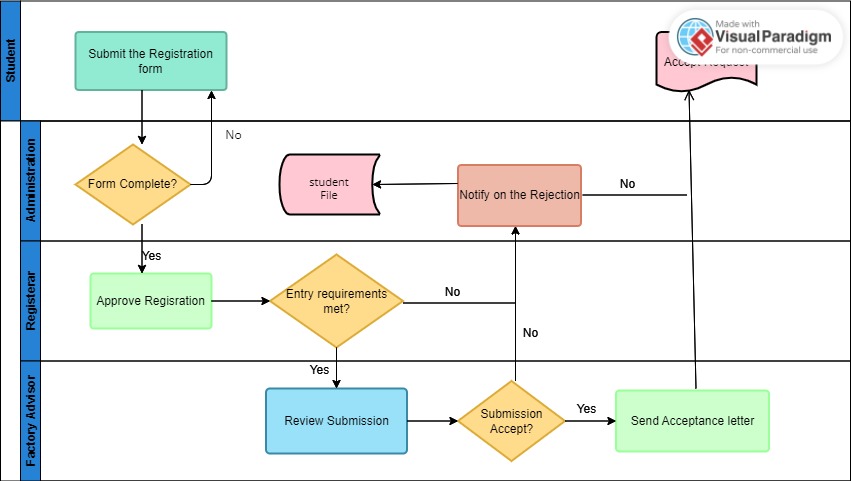 Student
Submit the Registration
form
Made with
Visual Paradigm
For non-commercial use
Accept Request
No
Administration
Form Complete?
student
File
Notify on the Rejection
No
Yes
Registerar
Approve Regisration
Entry requirements
met?
No
No
Yes
Factory Advisor
Review Submission
Submission
Accept?
Yes
Send Acceptance letter